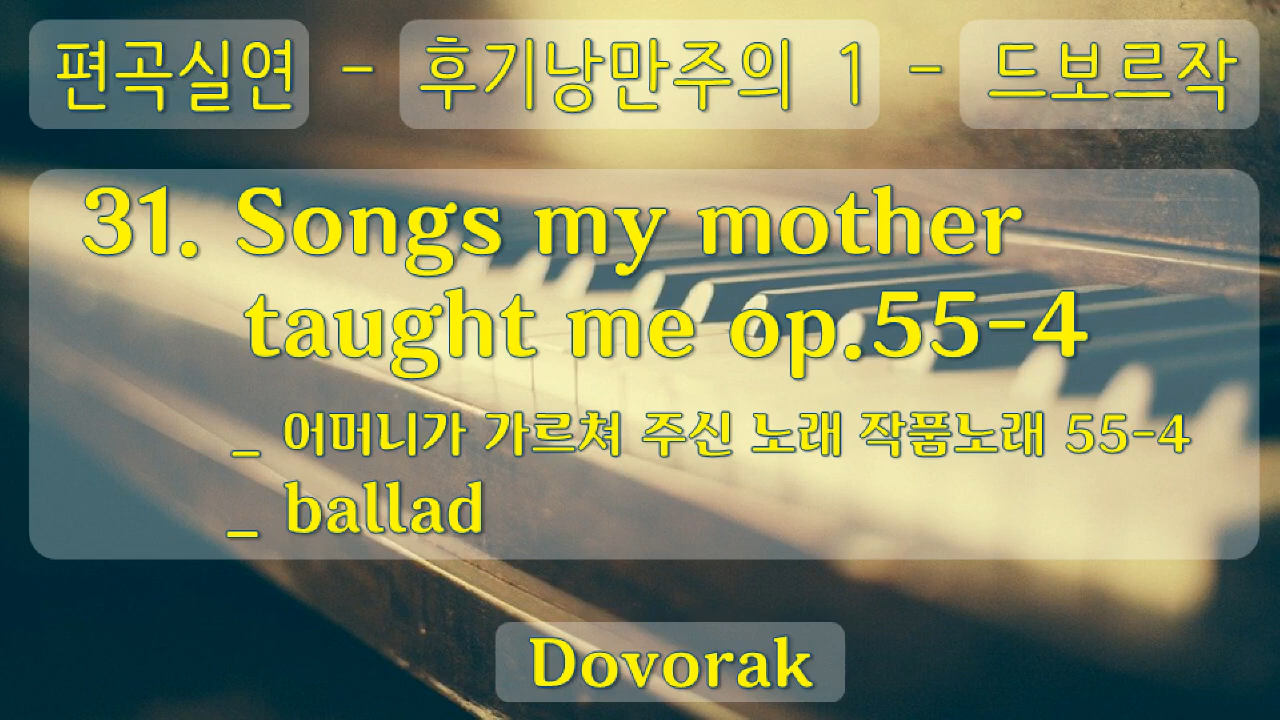 편곡실연 - 후기낭만주의 1 - 드보르작
31. Songs my mother
taught me op.55-4
_ 어머니가 가르쳐 주신 노래 작품노래 55-4
_ ballad
Dovorak